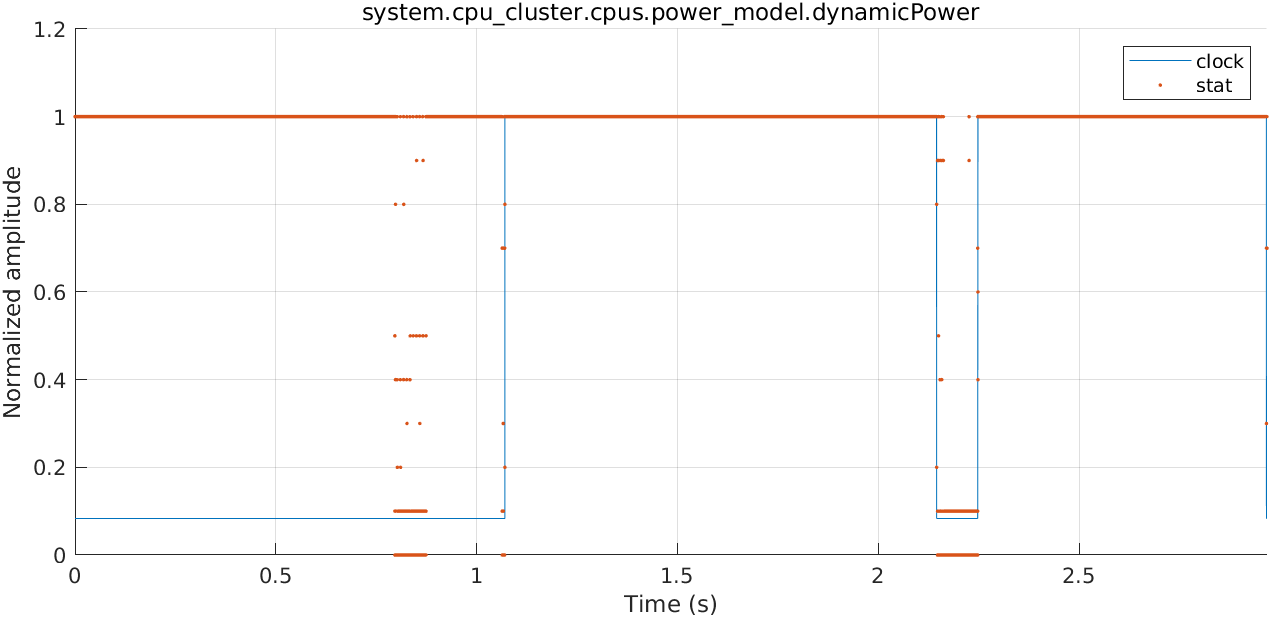 system.cpu_cluster.cpus.power_model.dynamicPower
1.2
1
0.8
0.6
0.4
0.2
0
Normalized amplitude
clock
stat
0 0.5 1 1.5 2 2.5
Time (s)